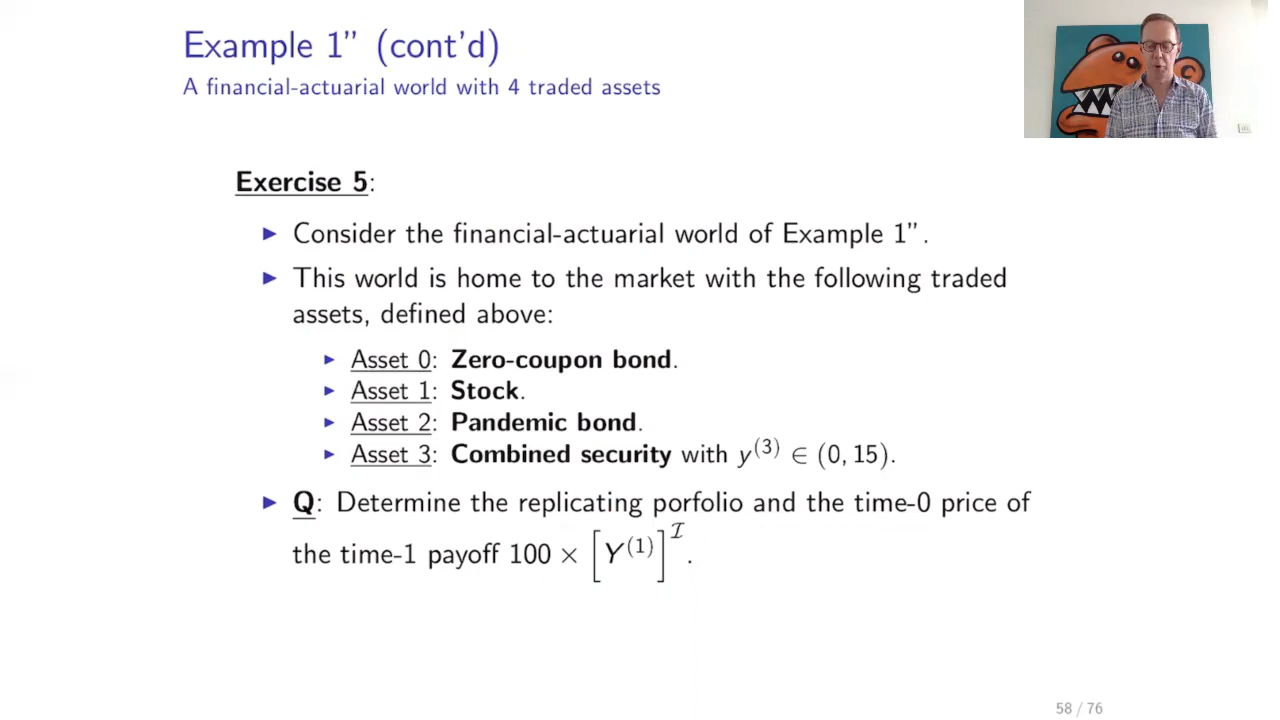 Example 1” (cont’d)
A financial-actuarial world with 4 traded assets
Exercise 5:
▶ Consider the financial-actuarial world of Example 1”.
▶ This world is home to the market with the following traded
assets, defined above:
▶ Asset 0: Zero-coupon bond.
▶ Asset 1: Stock.
▶ Asset 2: Pandemic bond.
▶ Asset 3: Combined security with y^(3) ∈ (0, 15).
▶ Q: Determine the replicating porfolio and the time-0 price of
the time-1 payoff 100 × [Y^(1)]^ℐ.
58 / 76